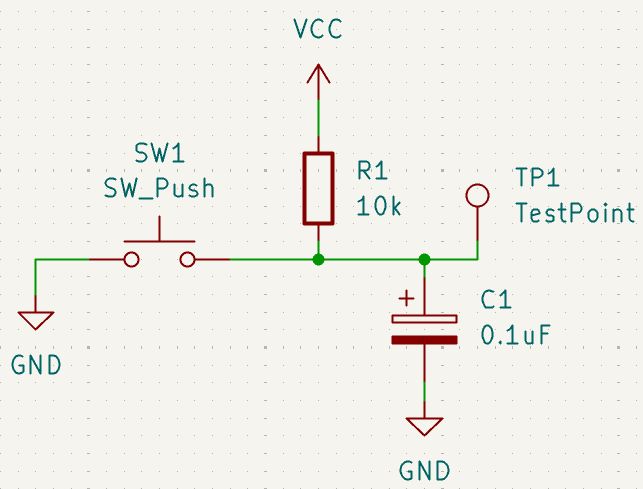 VCC
SW1
SW_Push
R1
10k
TP1
TestPoint
+
C1
0.1uF
GND
GND